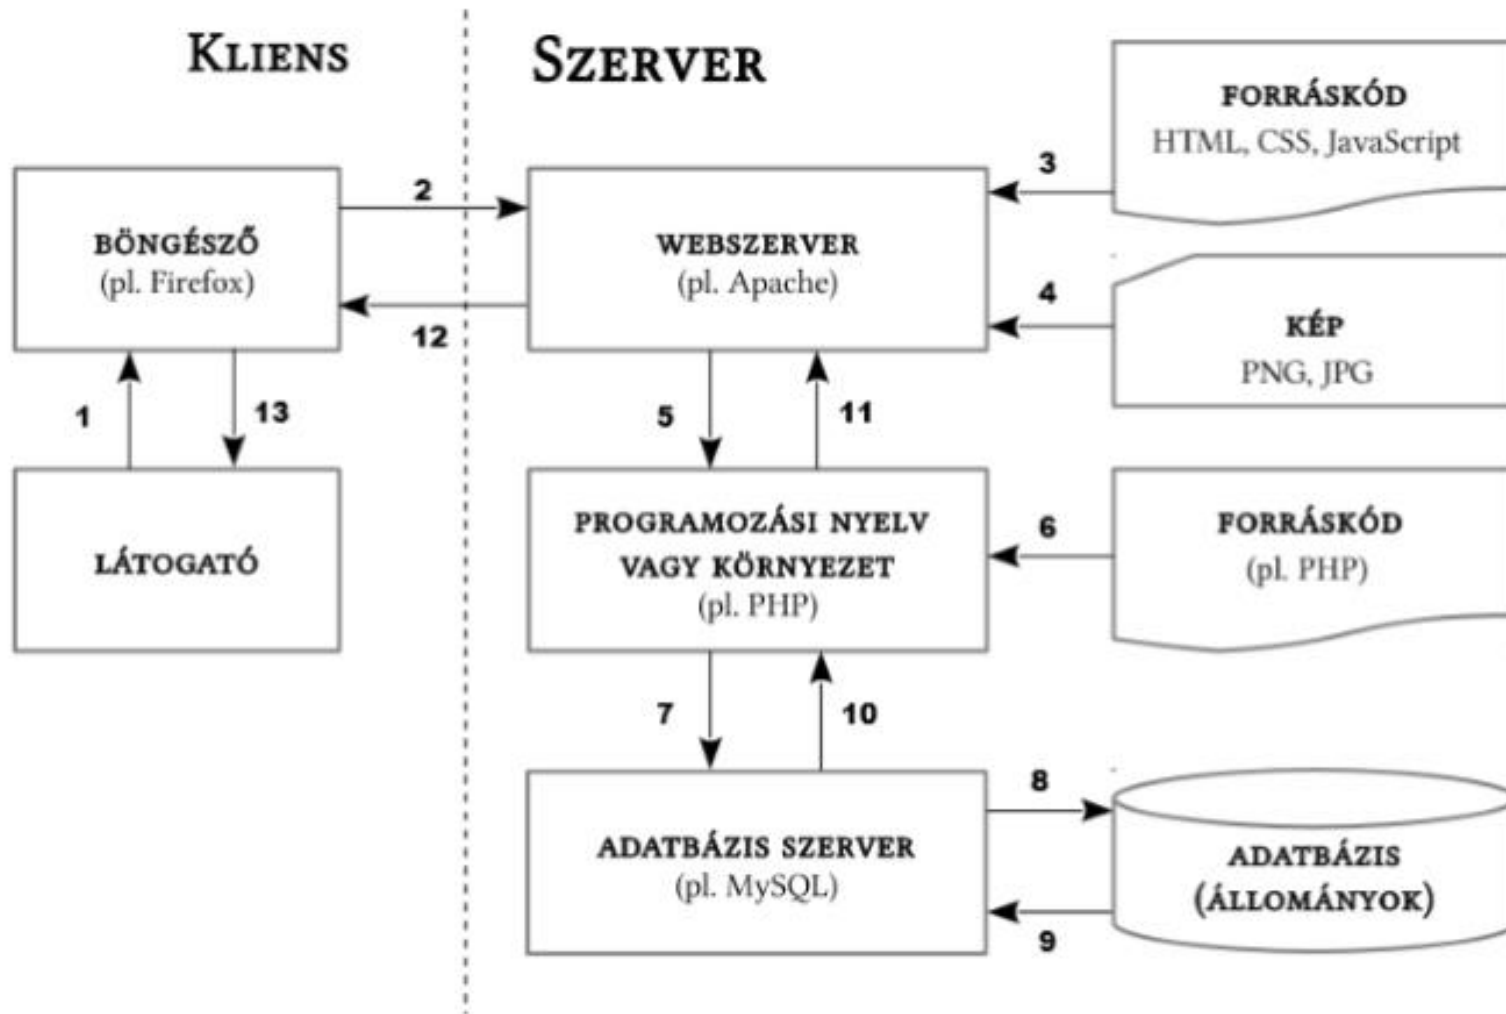 KLIENS
SZERVER
FORRÁSKÓD
HTML, CSS, JavaScript
2
3
BÖNGÉSZŐ
(pl. Firefox)
WEBSZERVER
(pl. Apache)
12
4
KÉP
PNG, JPG
1
13
5
11
LÁTOGATÓ
PROGRAMOZÁSI NYELV
VAGY KÖRNYEZET
(pl. PHP)
6
FORRÁSKÓD
(pl. PHP)
7
10
ADATBÁZIS SZERVER
(pl. MySQL)
8
9
ADATBÁZIS
(ÁLLOMÁNYOK)